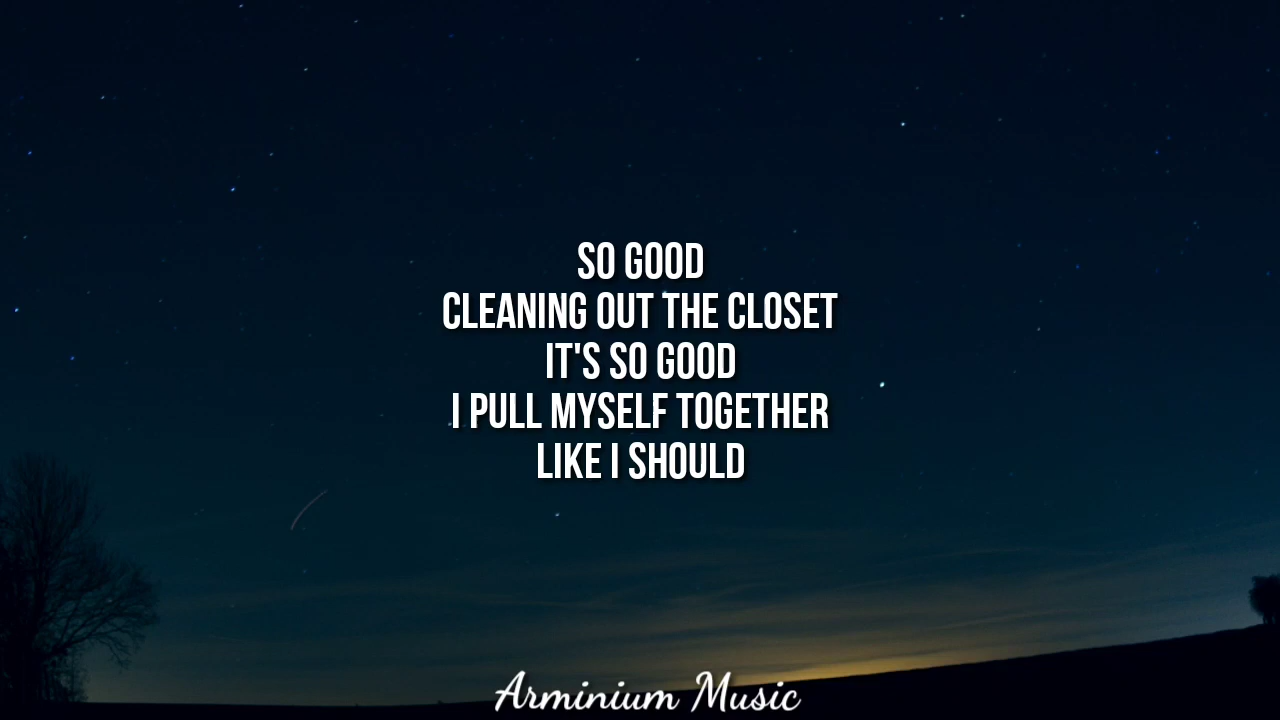 SO GOOD
CLEANING OUT THE CLOSET
IT'S SO GOOD
I PULL MYSELF TOGETHER
LIKE I SHOULD
Arminium Music